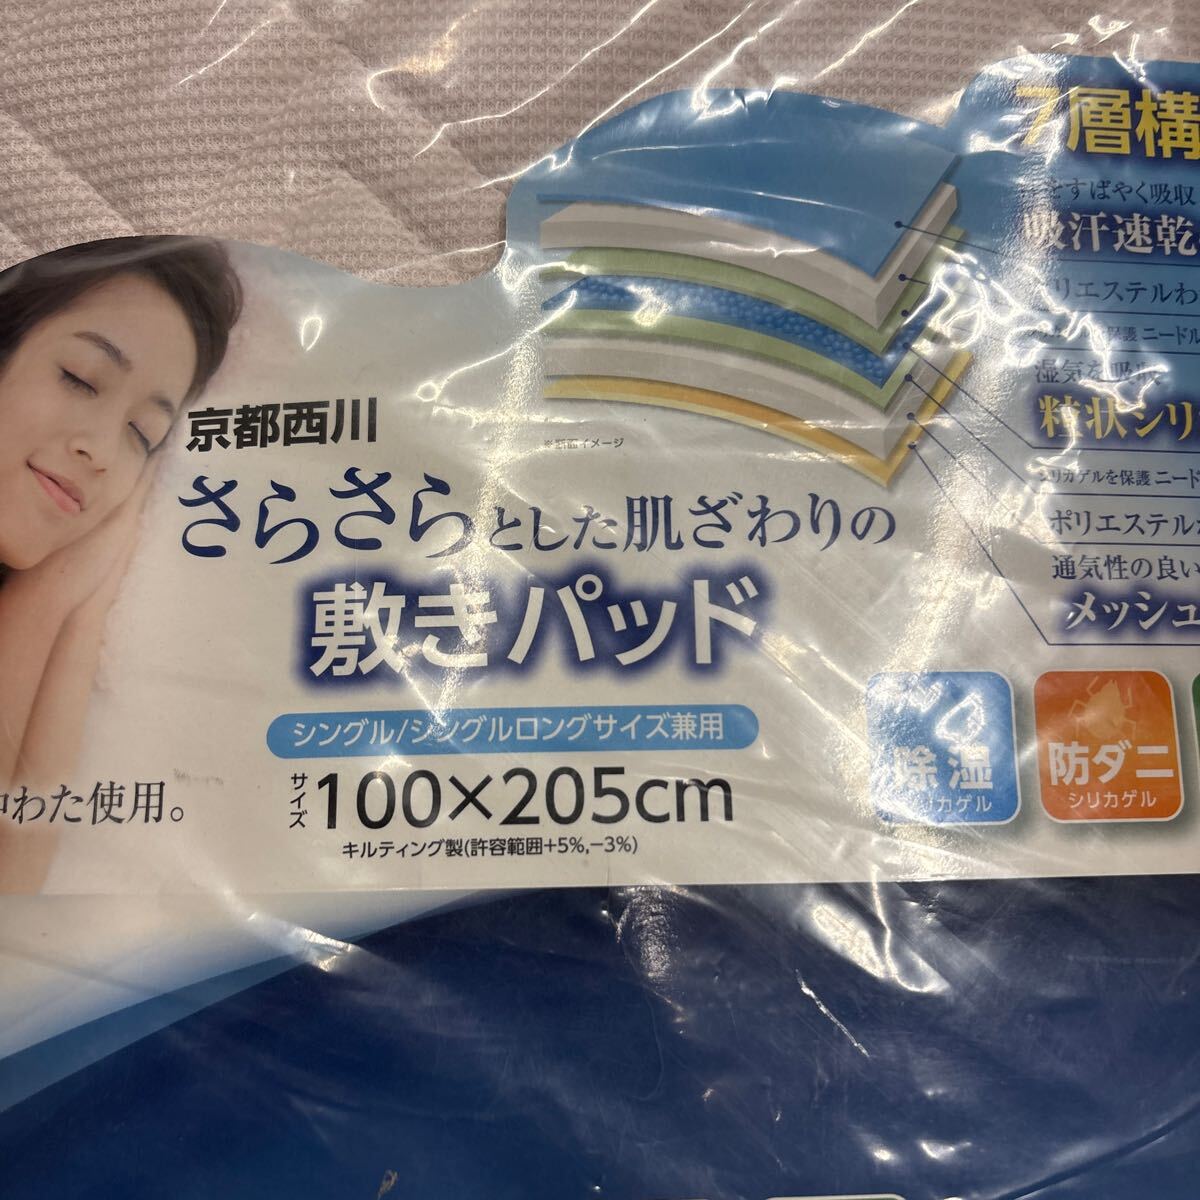 京都西川
さらさらとした肌ざわりの
敷きパッド
シングル/シングルロングサイズ兼用
サイズ 100×205cm
キルティング製(許容範囲+5%,−3%)
わた使用。
※断面イメージ
7層構
をすばやく吸収
吸汗速乾
リエステルわ
保護 ニードル
湿気を吸収
粒状シリ
シリカゲルを保護 ニード
ポリエステル
通気性の良い
メッシュ
除湿
シリカゲル
防ダニ
シリカゲル